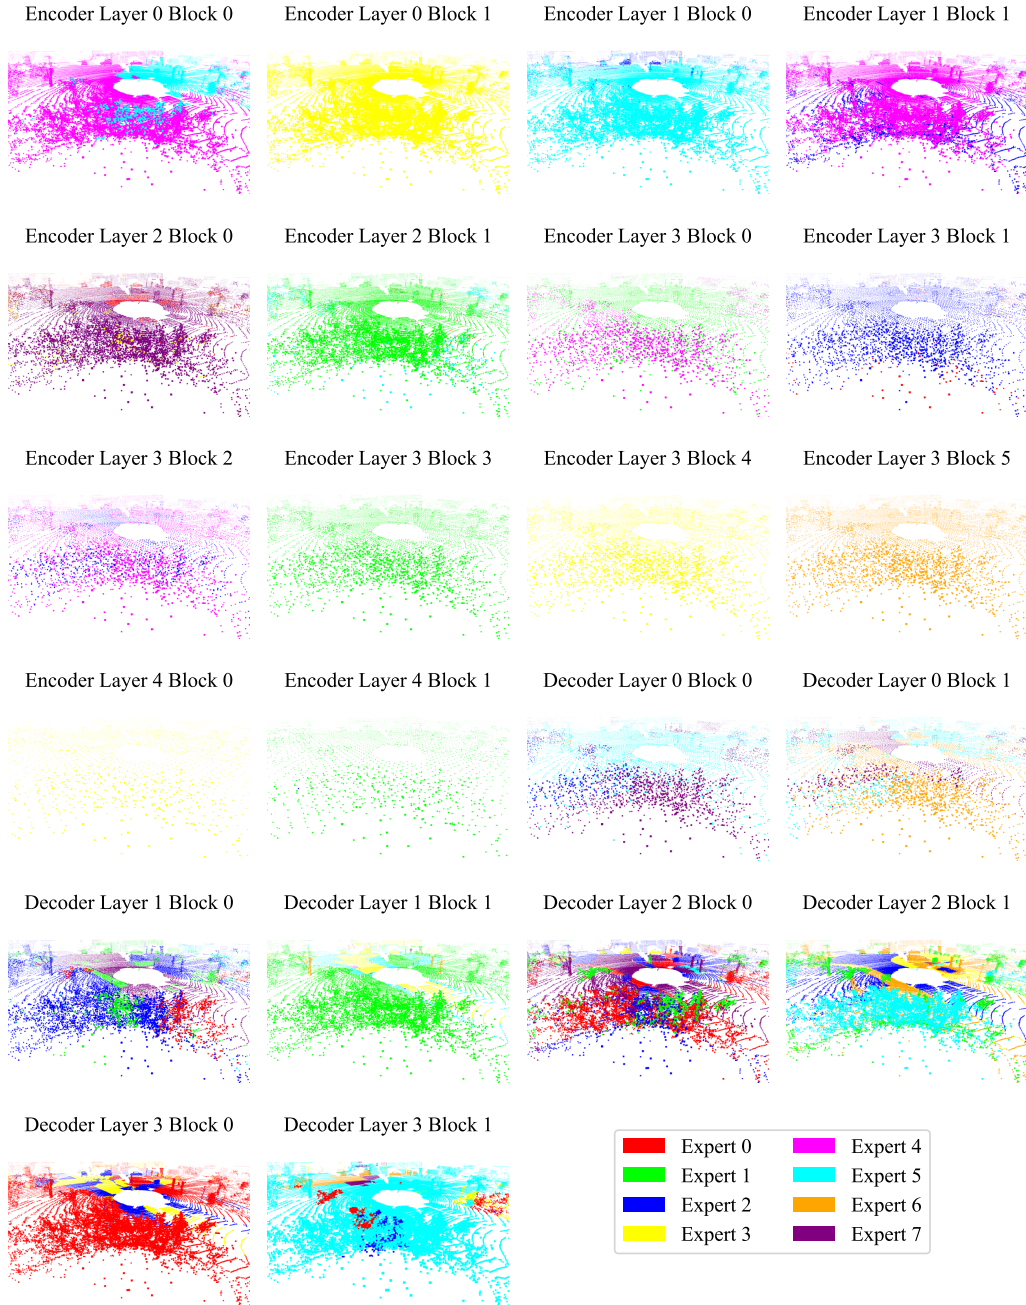 Encoder Layer 0 Block 0
Encoder Layer 0 Block 1
Encoder Layer 1 Block 0
Encoder Layer 1 Block 1
Encoder Layer 2 Block 0
Encoder Layer 2 Block 1
Encoder Layer 3 Block 0
Encoder Layer 3 Block 1
Encoder Layer 3 Block 2
Encoder Layer 3 Block 3
Encoder Layer 3 Block 4
Encoder Layer 3 Block 5
Encoder Layer 4 Block 0
Encoder Layer 4 Block 1
Decoder Layer 0 Block 0
Decoder Layer 0 Block 1
Decoder Layer 1 Block 0
Decoder Layer 1 Block 1
Decoder Layer 2 Block 0
Decoder Layer 2 Block 1
Decoder Layer 3 Block 0
Decoder Layer 3 Block 1
Expert 0
Expert 1
Expert 2
Expert 3
Expert 4
Expert 5
Expert 6
Expert 7